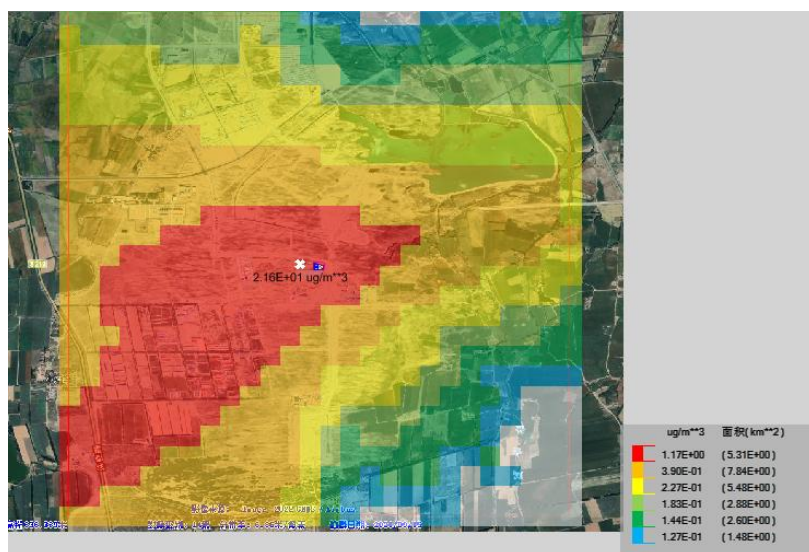 2.16E+01 ug/m**3
ug/m**3 面积(km**2)
1.17E+00 (5.31E+00)
3.90E-01 (7.84E+00)
2.27E-01 (5.48E+00)
1.83E-01 (2.88E+00)
1.44E-01 (2.60E+00)
1.27E-01 (1.48E+00)